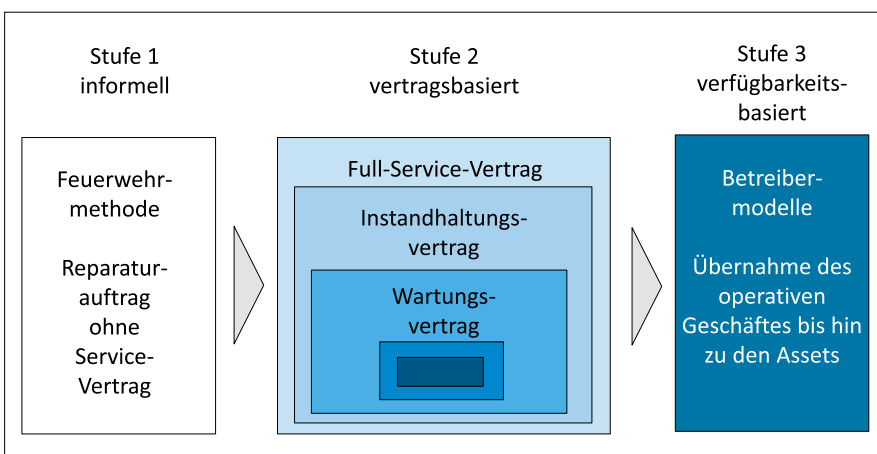 Stufe 1
informell
Stufe 2
vertragsbasiert
Stufe 3
verfügbarkeits-
basiert
Feuerwehr-
methode
Reparatur-
auftrag
ohne
Service-
Vertrag
Full-Service-Vertrag
Instandhaltungs-
vertrag
Wartungs-
vertrag
Betreiber-
modelle
Übernahme des
operativen
Geschäftes bis hin
zu den Assets